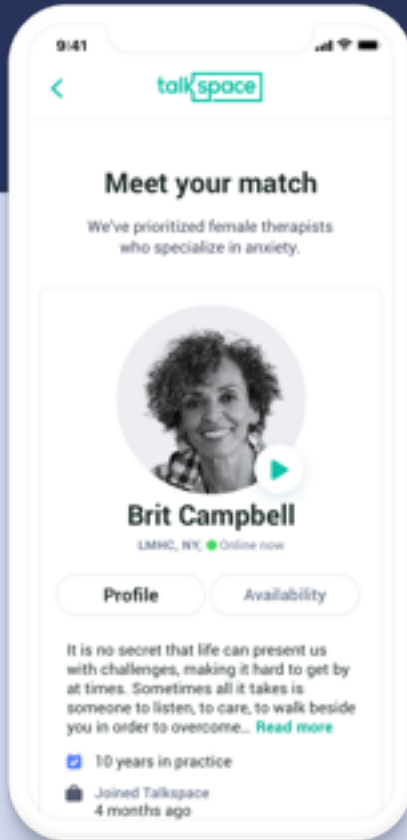 9:41
talkspace
Meet your match
We've prioritized female therapists
who specialize in anxiety.
Brit Campbell
LMHC, NY, Online now
Profile Availability
It is no secret that life can present us
with challenges, making it hard to get by
at times. Sometimes all it takes is
someone to listen, to care, to walk beside
you in order to overcome... Read more
10 years in practice
Joined Talkspace
4 months ago